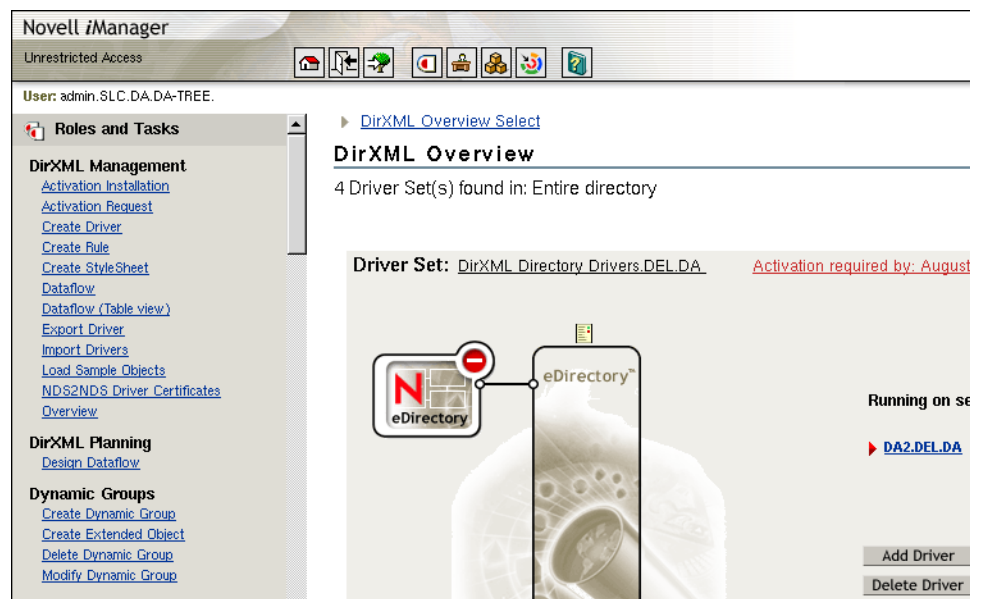 Novell iManager
Unrestricted Access
User: admin.SLC.DA.DA-TREE.
Roles and Tasks
DirXML Management
Activation Installation
Activation Request
Create Driver
Create Rule
Create StyleSheet
Dataflow
Dataflow (Table view)
Export Driver
Import Drivers
Load Sample Objects
NDS2NDS Driver Certificates
Overview
DirXML Planning
Design Dataflow
Dynamic Groups
Create Dynamic Group
Create Extended Object
Delete Dynamic Group
Modify Dynamic Group
DirXML Overview Select
DirXML Overview
4 Driver Set(s) found in: Entire directory
Driver Set: DirXML Directory Drivers.DEL.DA Activation required by: August
N
eDirectory
eDirectory™
Running on se
DA2.DEL.DA
Add Driver
Delete Driver